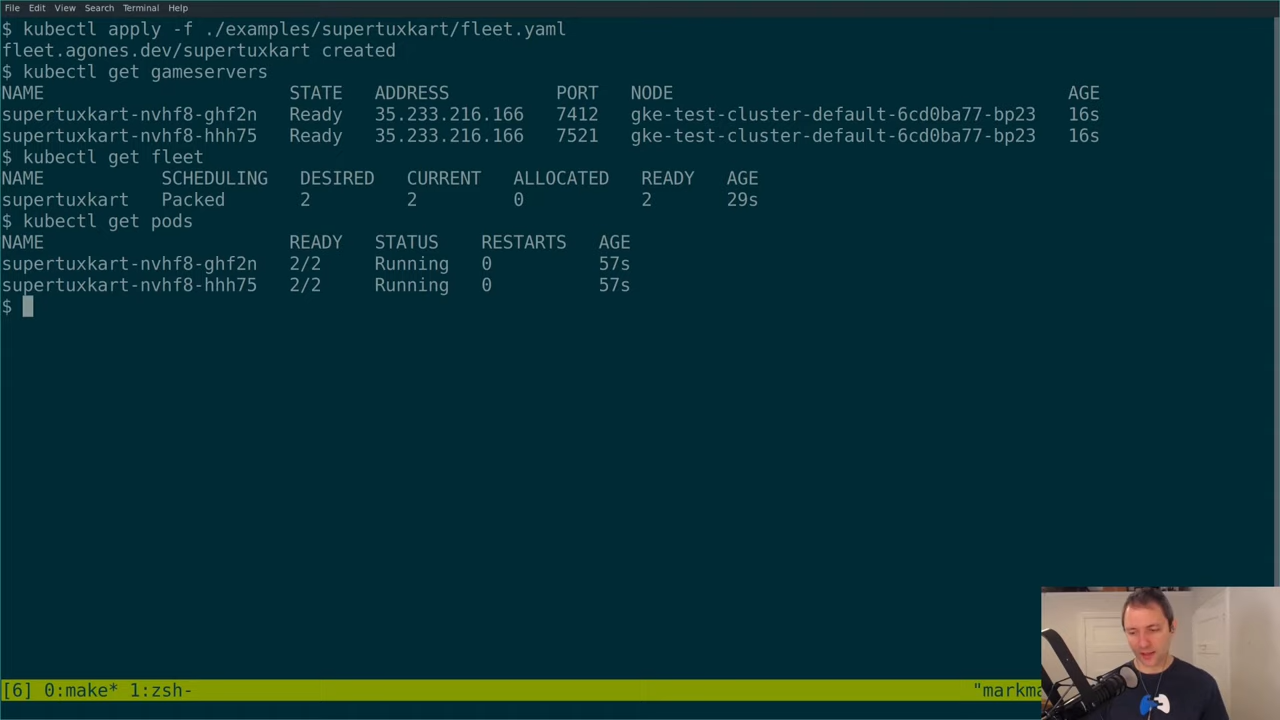 File Edit View Search Terminal Help
$ kubectl apply -f ./examples/supertuxkart/fleet.yaml
fleet.agones.dev/supertuxkart created
$ kubectl get gameservers
NAME STATE ADDRESS PORT NODE AGE
supertuxkart-nvhf8-ghf2n Ready 35.233.216.166 7412 gke-test-cluster-default-6cd0ba77-bp23 16s
supertuxkart-nvhf8-hhh75 Ready 35.233.216.166 7521 gke-test-cluster-default-6cd0ba77-bp23 16s
$ kubectl get fleet
NAME SCHEDULING DESIRED CURRENT ALLOCATED READY AGE
supertuxkart Packed 2 2 0 2 29s
$ kubectl get pods
NAME READY STATUS RESTARTS AGE
supertuxkart-nvhf8-ghf2n 2/2 Running 0 57s
supertuxkart-nvhf8-hhh75 2/2 Running 0 57s
$
[6] 0:make* 1:zsh- "markma